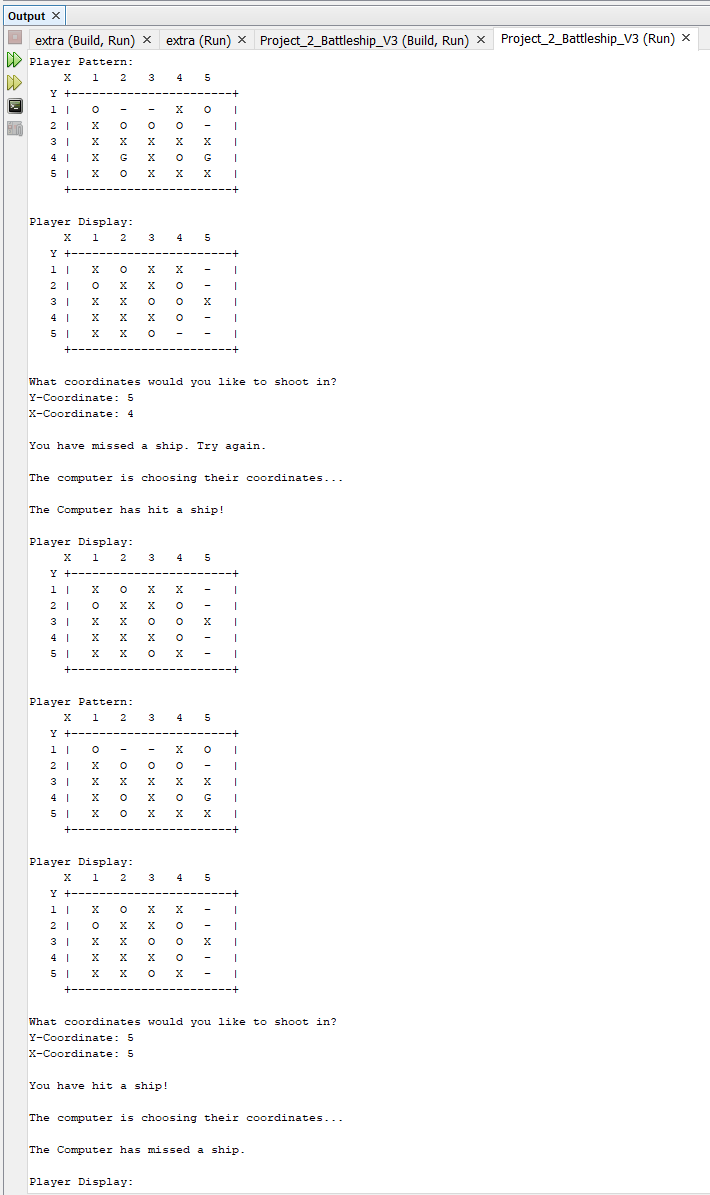 Output ×
extra (Build, Run) × extra (Run) × Project_2_Battleship_V3 (Build, Run) × Project_2_Battleship_V3 (Run) ×
Player Pattern:
     X   1   2   3   4   5
   Y +-----------------------+
   1 |   O   -   -   X   O   |
   2 |   X   O   O   O   -   |
   3 |   X   X   X   X   X   |
   4 |   X   G   X   O   G   |
   5 |   X   O   X   X   X   |
     +-----------------------+

Player Display:
     X   1   2   3   4   5
   Y +-----------------------+
   1 |   X   O   X   X   -   |
   2 |   O   X   X   O   -   |
   3 |   X   X   O   O   X   |
   4 |   X   X   X   O   -   |
   5 |   X   X   O   -   -   |
     +-----------------------+

What coordinates would you like to shoot in?
Y-Coordinate: 5
X-Coordinate: 4

You have missed a ship. Try again.

The computer is choosing their coordinates...

The Computer has hit a ship!

Player Display:
     X   1   2   3   4   5
   Y +-----------------------+
   1 |   X   O   X   X   -   |
   2 |   O   X   X   O   -   |
   3 |   X   X   O   O   X   |
   4 |   X   X   X   O   -   |
   5 |   X   X   O   X   -   |
     +-----------------------+

Player Pattern:
     X   1   2   3   4   5
   Y +-----------------------+
   1 |   O   -   -   X   O   |
   2 |   X   O   O   O   -   |
   3 |   X   X   X   X   X   |
   4 |   X   O   X   O   G   |
   5 |   X   O   X   X   X   |
     +-----------------------+

Player Display:
     X   1   2   3   4   5
   Y +-----------------------+
   1 |   X   O   X   X   -   |
   2 |   O   X   X   O   -   |
   3 |   X   X   O   O   X   |
   4 |   X   X   X   O   -   |
   5 |   X   X   O   X   -   |
     +-----------------------+

What coordinates would you like to shoot in?
Y-Coordinate: 5
X-Coordinate: 5

You have hit a ship!

The computer is choosing their coordinates...

The Computer has missed a ship.

Player Display: